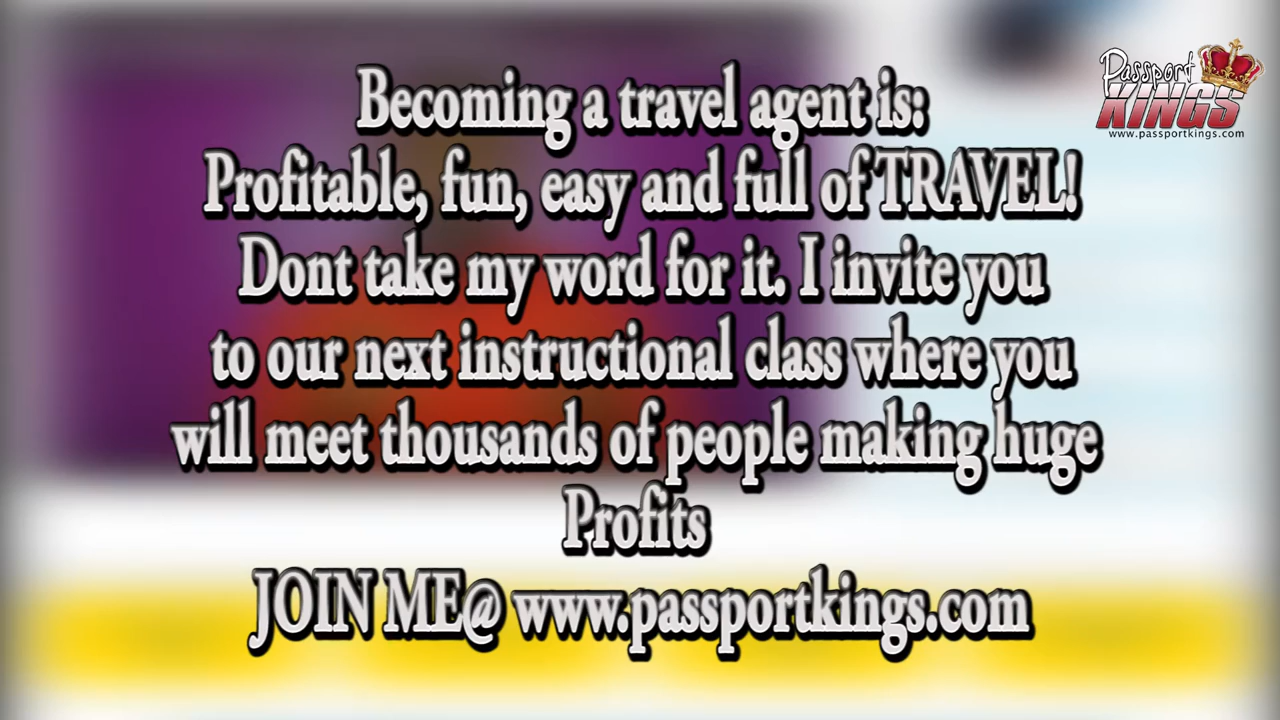 Passport
KINGS
www.passportkings.com
Becoming a travel agent is:
Profitable, fun, easy and full of TRAVEL!
Dont take my word for it. I invite you
to our next instructional class where you
will meet thousands of people making huge
Profits
JOIN ME@ www.passportkings.com